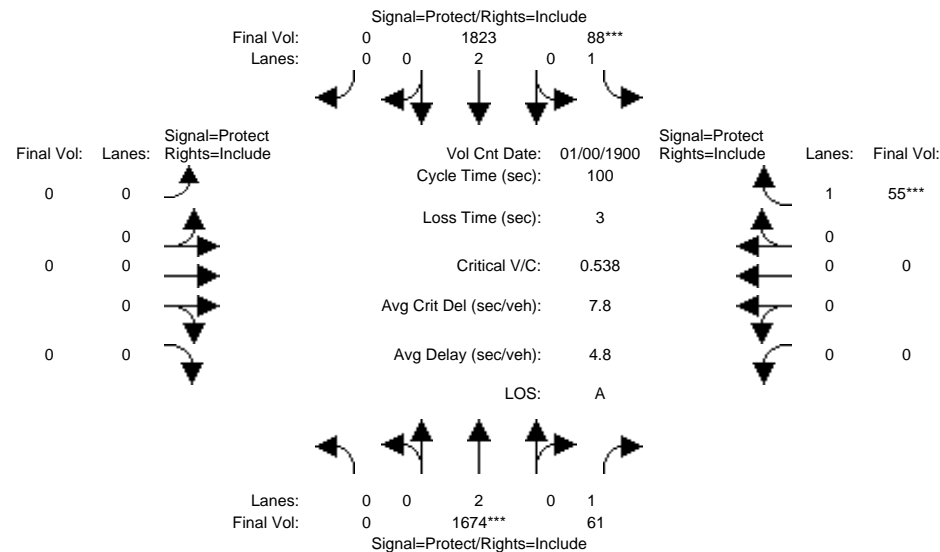 Signal=Protect/Rights=Include
Final Vol: 0 1823 88***
Lanes: 0 0 2 0 1
Signal=Protect
Final Vol: Lanes: Rights=Include
Vol Cnt Date: 01/00/1900
Signal=Protect
Rights=Include Lanes: Final Vol:
Cycle Time (sec): 100
0 0
1 55***
Loss Time (sec): 3
0
0
0 0
Critical V/C: 0.538
0 0
0
Avg Crit Del (sec/veh): 7.8
0
0 0
Avg Delay (sec/veh): 4.8
0 0
LOS: A
Lanes: 0 0 2 0 1
Final Vol: 0 1674*** 61
Signal=Protect/Rights=Include